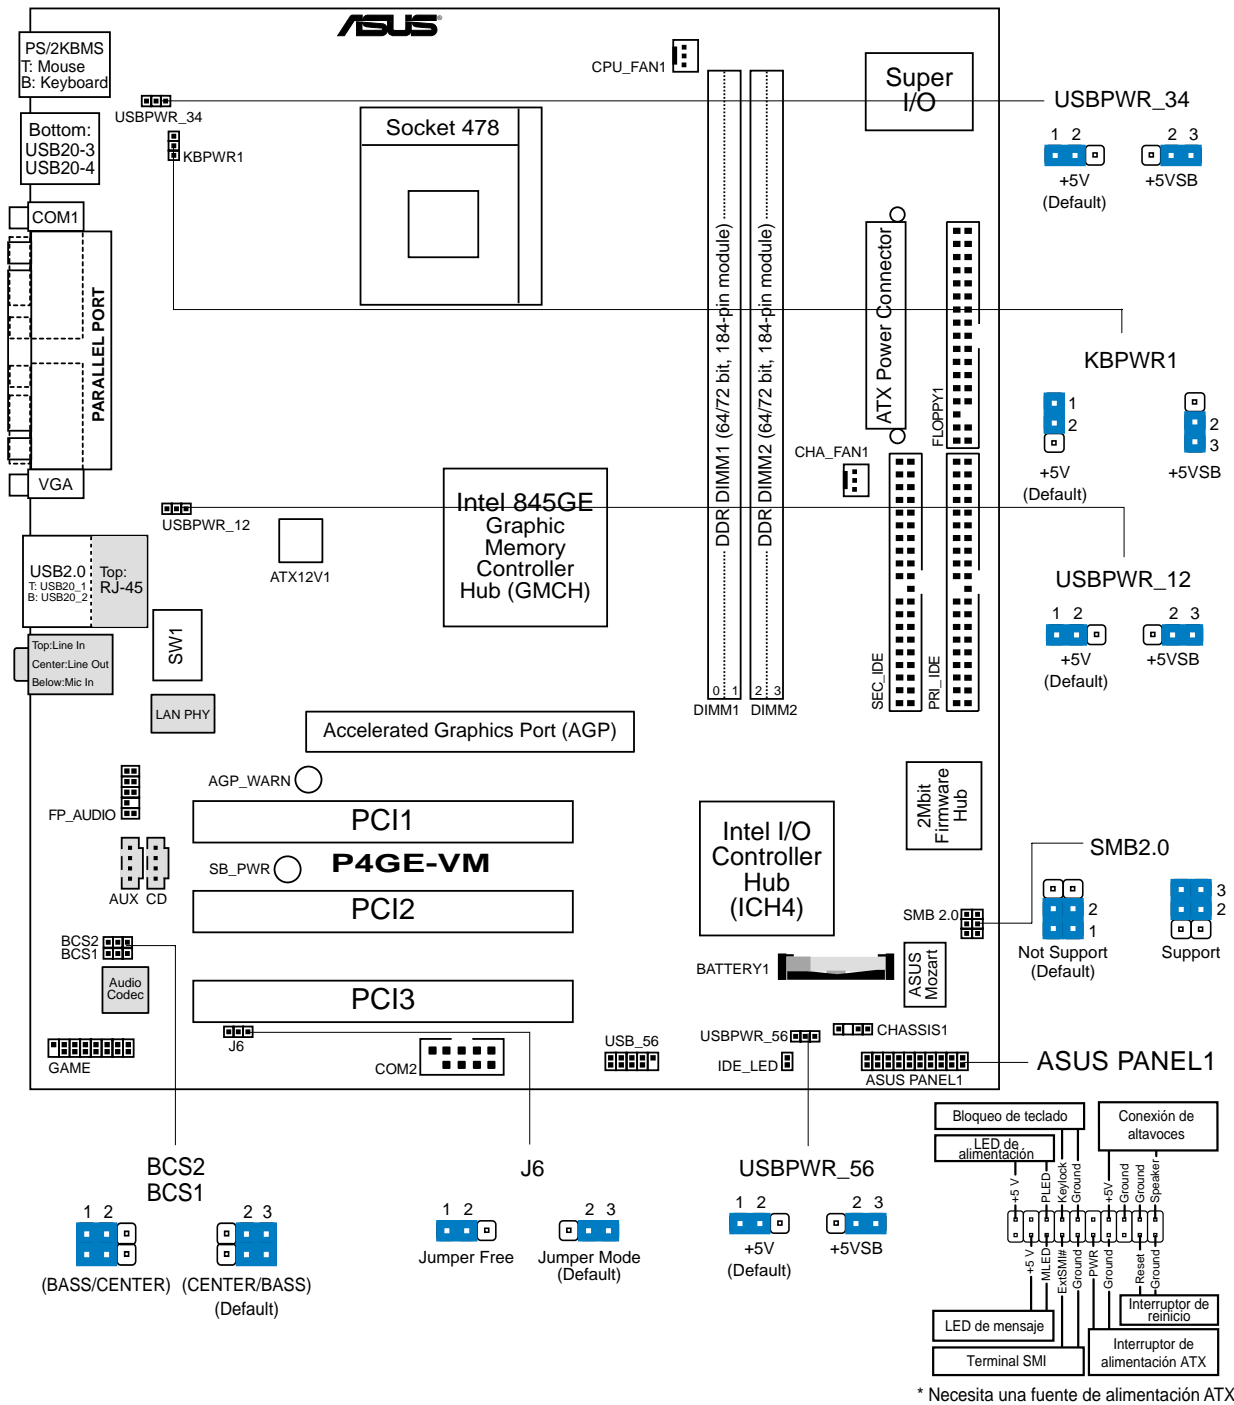 ASUS
PS/2KBMS
T: Mouse
B: Keyboard
CPU_FAN1
Super
I/O
USBPWR_34
USBPWR_34
1 2
2 3
+5V
(Default)
+5VSB
Bottom:
USB20-3
USB20-4
KBPWR1
Socket 478
COM1
PARALLEL PORT
VGA
DDR DIMM1 (64/72 bit, 184-pin module)
DDR DIMM2 (64/72 bit, 184-pin module)
ATX Power Connector
FLOPPY1
KBPWR1
1
2
2
3
+5V
(Default)
+5VSB
CHA_FAN1
Intel 845GE
Graphic
Memory
Controller
Hub (GMCH)
USBPWR_12
ATX12V1
USB2.0
T: USB20_1
B: USB20_2
Top:
RJ-45
USBPWR_12
1 2
2 3
+5V
(Default)
+5VSB
SW1
Top:Line In
Center:Line Out
Below:Mic In
LAN PHY
SEC_IDE
PRI_IDE
0 1
2 3
DIMM1
DIMM2
Accelerated Graphics Port (AGP)
AGP_WARN
FP_AUDIO
PCI1
2Mbit
Firmware
Hub
Intel I/O
Controller
Hub
(ICH4)
SMB2.0
P4GE-VM
SB_PWR
AUX
CD
PCI2
SMB 2.0
2
1
3
2
Not Support
(Default)
Support
BCS2
BCS1
BATTERY1
ASUS
Mozart
Audio
Codec
PCI3
J6
USB_56
USBPWR_56
CHASSIS1
GAME
COM2
IDE_LED
ASUS PANEL1
ASUS PANEL1
BCS2
BCS1
1 2
2 3
(BASS/CENTER)
(CENTER/BASS)
(Default)
J6
1 2
2 3
Jumper Free
Jumper Mode
(Default)
USBPWR_56
1 2
2 3
+5V
(Default)
+5VSB
Bloqueo de teclado
Conexión de
altavoces
LED de
alimentación
+5 V
PLED
Keylock
Ground
+5V
Ground
Ground
Speaker
+5 V
MLED
ExtSMI#
Ground
PWR
Ground
Reset
Ground
Interruptor de
reinicio
LED de mensaje
Interruptor de
alimentación ATX
Terminal SMI
* Necesita una fuente de alimentación ATX